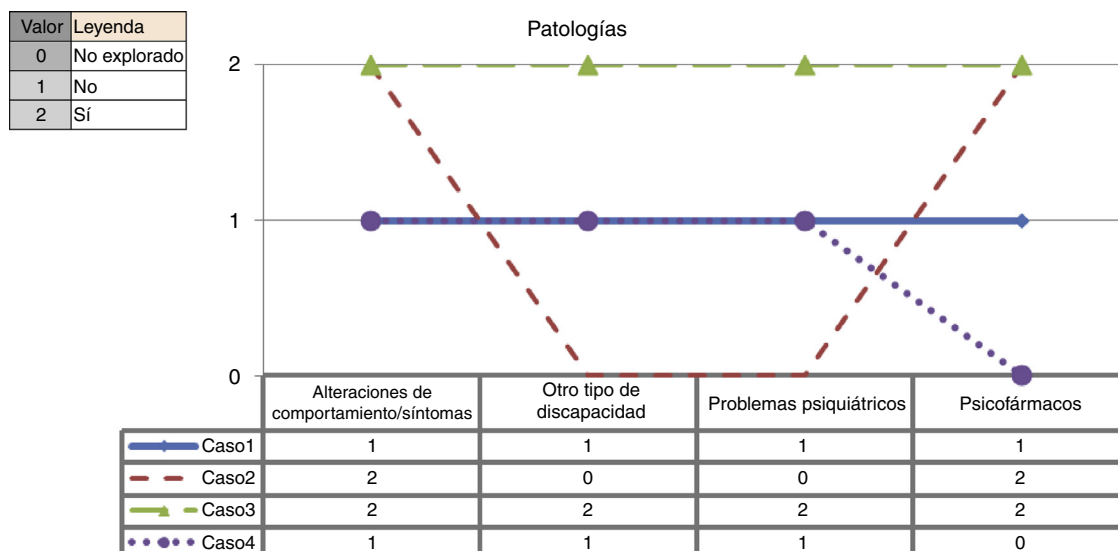 Valor Leyenda
0 No explorado
1 No
2 Sí
Patologías
2
1
0
Alteraciones de
comportamiento/síntomas
Otro tipo de
discapacidad
Problemas psiquiátricos
Psicofármacos
Caso1 1 1 1 1
Caso2 2 0 0 2
Caso3 2 2 2 2
Caso4 1 1 1 0